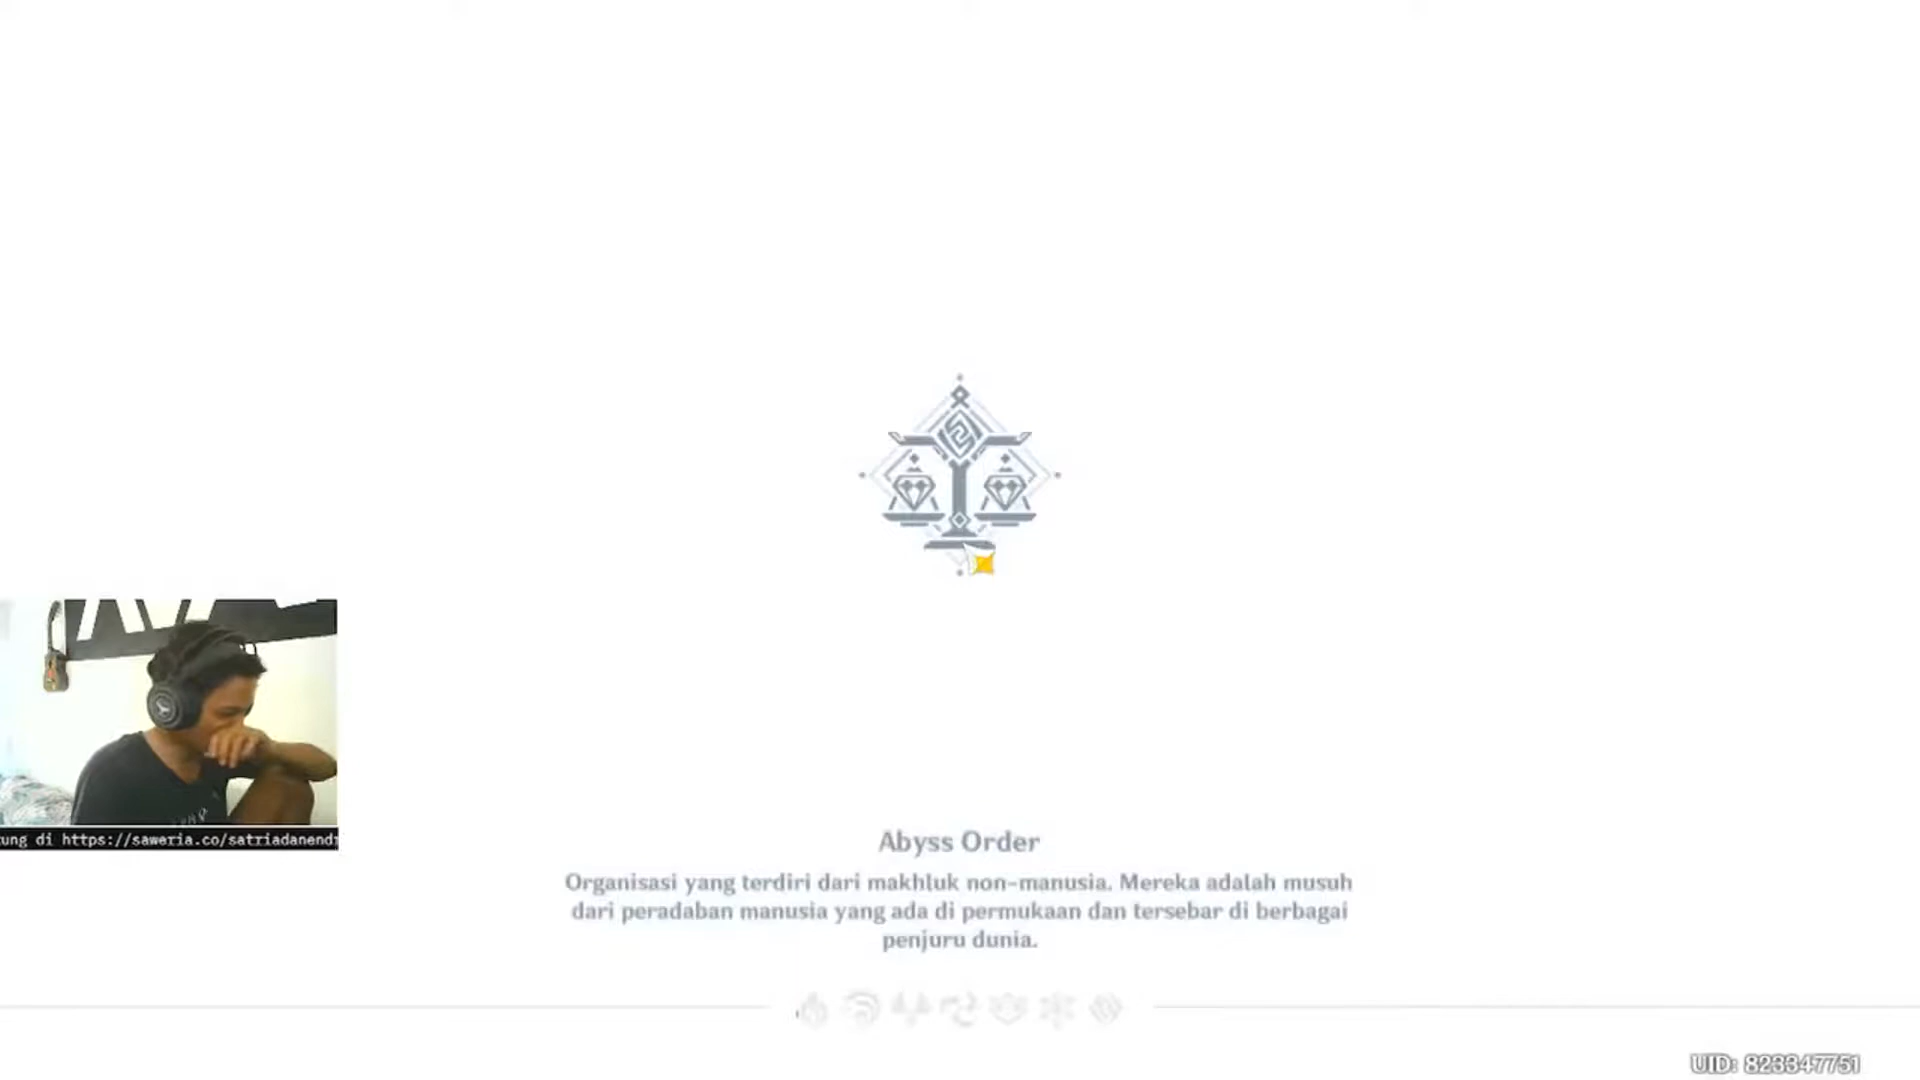 ung di https://saweria.co/satriadanendr
Abyss Order
Organisasi yang terdiri dari makhluk non-manusia. Mereka adalah musuh
dari peradaban manusia yang ada di permukaan dan tersebar di berbagai
penjuru dunia.
UID: 823347751